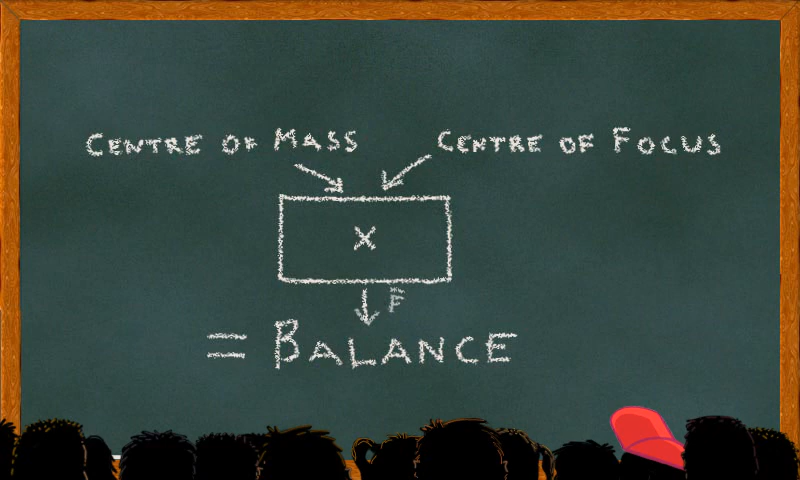 CENTRE OF MASS CENTRE OF FOCUS
X
F
= BALANCE